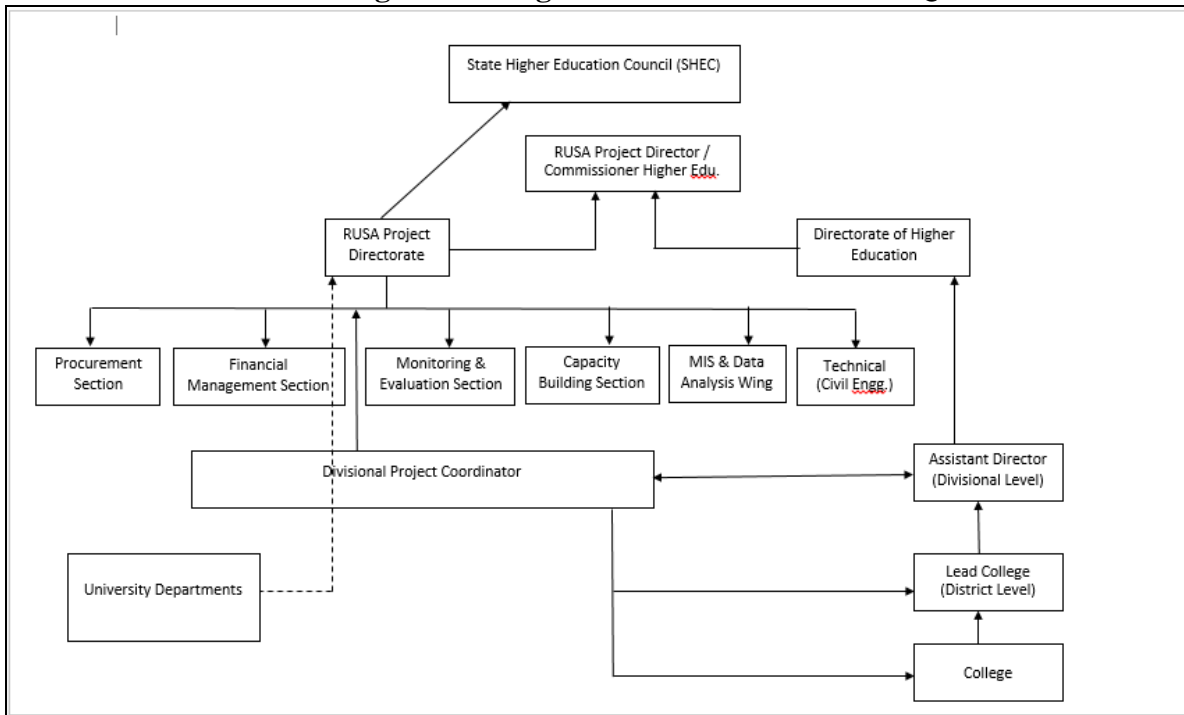 State Higher Education Council (SHEC)
RUSA Project Director /
Commissioner Higher Edu.
RUSA Project
Directorate
Directorate of Higher
Education
Procurement
Section
Financial
Management Section
Monitoring &
Evaluation Section
Capacity
Building Section
MIS & Data
Analysis Wing
Technical
(Civil Engg.)
Divisional Project Coordinator
Assistant Director
(Divisional Level)
University Departments
Lead College
(District Level)
College